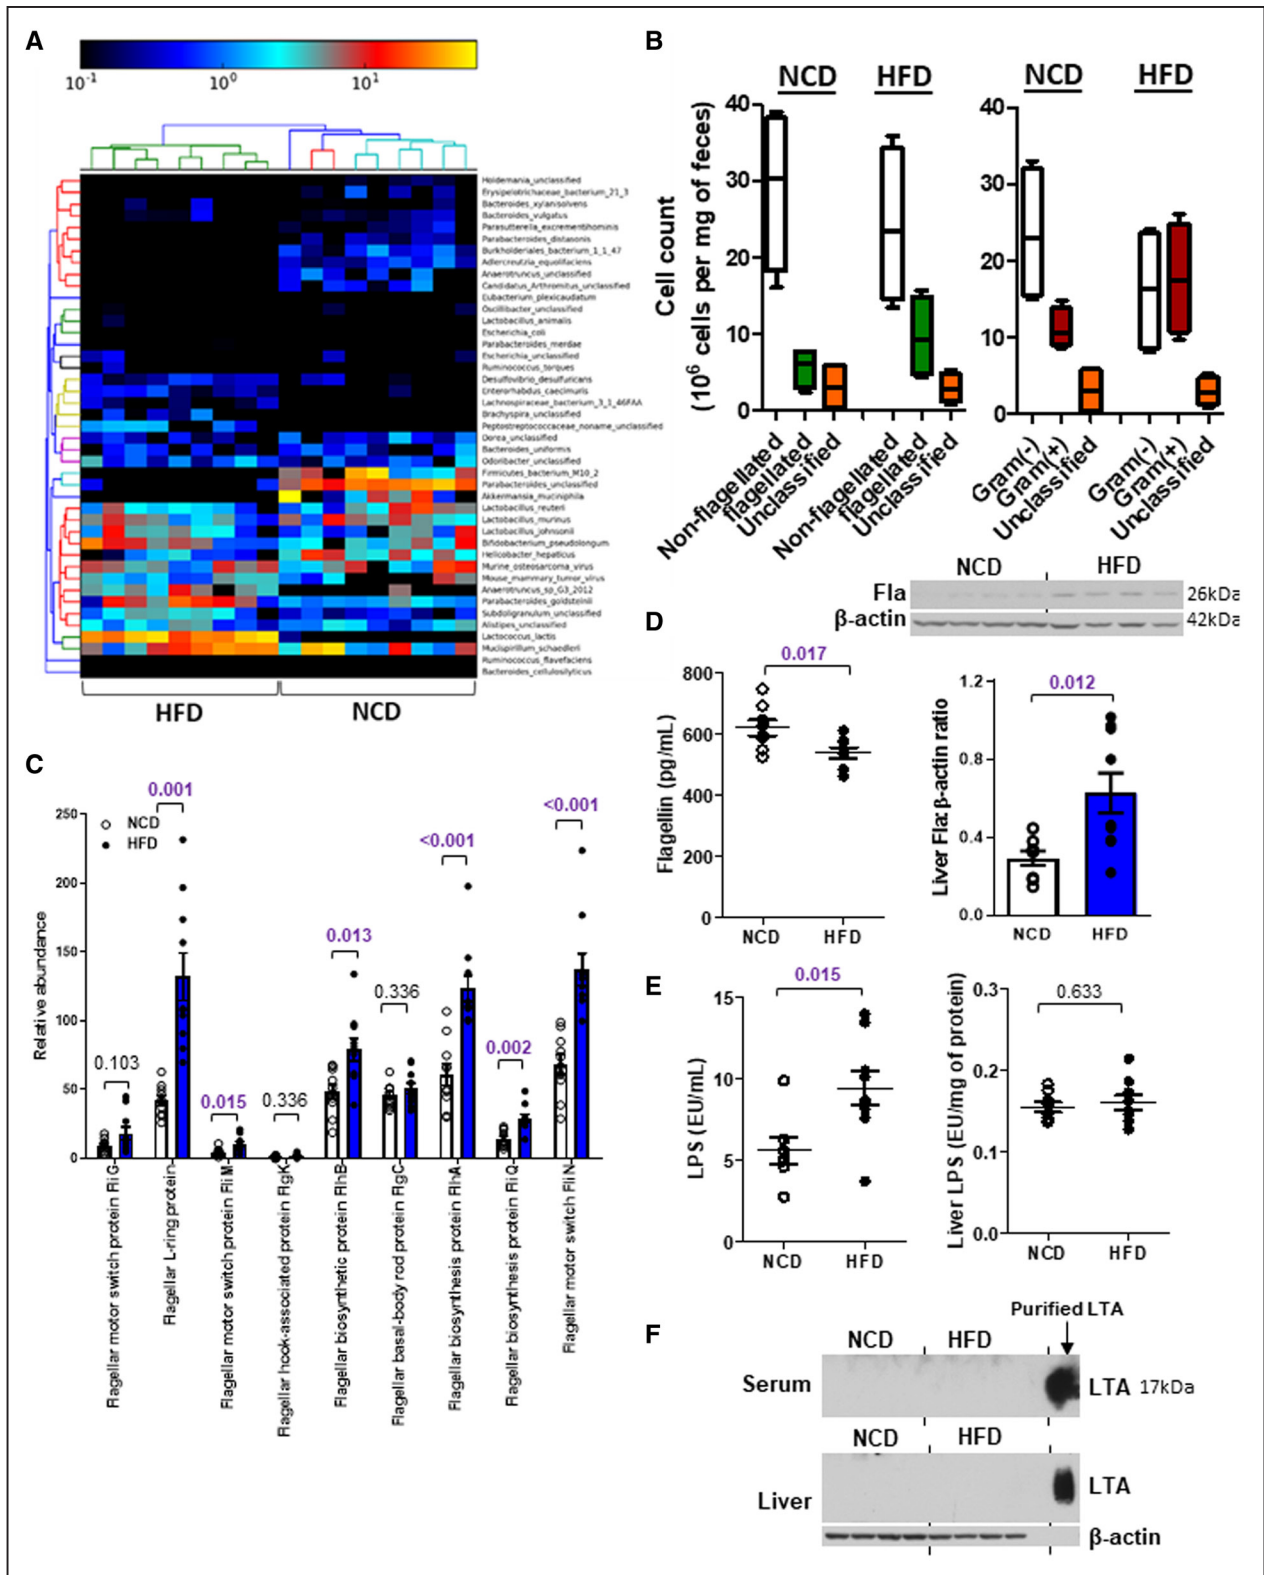 A
10^-1 10^0 10^1
Holdemania_unclassified
Erysipelotrichaceae_bacterium_21_3
Bacteroides_xylanisolvens
Bacteroides_vulgatus
Parasutterella_excrementihominis
Parabacteroides_distasonis
Burkholderiales_bacterium_1_1_47
Adlercreutzia_equolifaciens
Anaerotruncus_unclassified
Candidatus_Arthromitus_unclassified
Eubacterium_plexicaudatum
Oscillibacter_unclassified
Lactobacillus_animalis
Escherichia_coli
Parabacteroides_merdae
Escherichia_unclassified
Ruminococcus_torques
Desulfovibrio_desulfuricans
Enterorhabdus_caecimuris
Lachnospiraceae_bacterium_3_1_46FAA
Brachyspira_unclassified
Peptostreptococcaceae_noname_unclassified
Dorea_unclassified
Bacteroides_uniformis
Odoribacter_unclassified
Firmicutes_bacterium_M10_2
Parabacteroides_unclassified
Akkermansia_muciniphila
Lactobacillus_reuteri
Lactobacillus_murinus
Lactobacillus_johnsonii
Bifidobacterium_pseudolongum
Helicobacter_hepaticus
Murine_osteosarcoma_virus
Mouse_mammary_tumor_virus
Anaerotruncus_sp_G3_2012
Parabacteroides_goldsteinii
Subdoligranulum_unclassified
Alistipes_unclassified
Lactococcus_lactis
Mucispirillum_schaedleri
Ruminococcus_flavefaciens
Bacteroides_cellulosilyticus
HFD NCD
B
NCD HFD NCD HFD
Cell count
(10^6 cells per mg of feces)
40
30
20
10
0
40
30
20
10
0
Non-flagellated
flagellated
Unclassified
Non-flagellated
flagellated
Unclassified
Gram(-)
Gram(+)
Unclassified
Gram(-)
Gram(+)
Unclassified
C
Relative abundance
250
200
150
100
50
0
NCD
HFD
0.103
0.001
0.015
0.336
0.013
0.336
<0.001
0.002
<0.001
Flagellar motor switch protein FliG
Flagellar L-ring protein
Flagellar motor switch protein FliM
Flagellar hook-associated protein FlgK
Flagellar biosynthetic protein FlhB
Flagellar basal-body rod protein FlgC
Flagellar biosynthesis protein FlhA
Flagellar biosynthesis protein FliQ
Flagellar motor switch FliN
D
NCD HFD
Fla 26kDa
β-actin 42kDa
Flagellin (pg/mL)
800
600
400
200
0
0.017
NCD HFD
Liver Fla:β-actin ratio
1.2
0.8
0.4
0.0
0.012
NCD HFD
E
LPS (EU/mL)
15
10
5
0
0.015
NCD HFD
Liver LPS (EU/mg of protein)
0.3
0.2
0.1
0.0
0.633
NCD HFD
F
Purified LTA
NCD HFD
Serum LTA 17kDa
NCD HFD
Liver LTA
β-actin